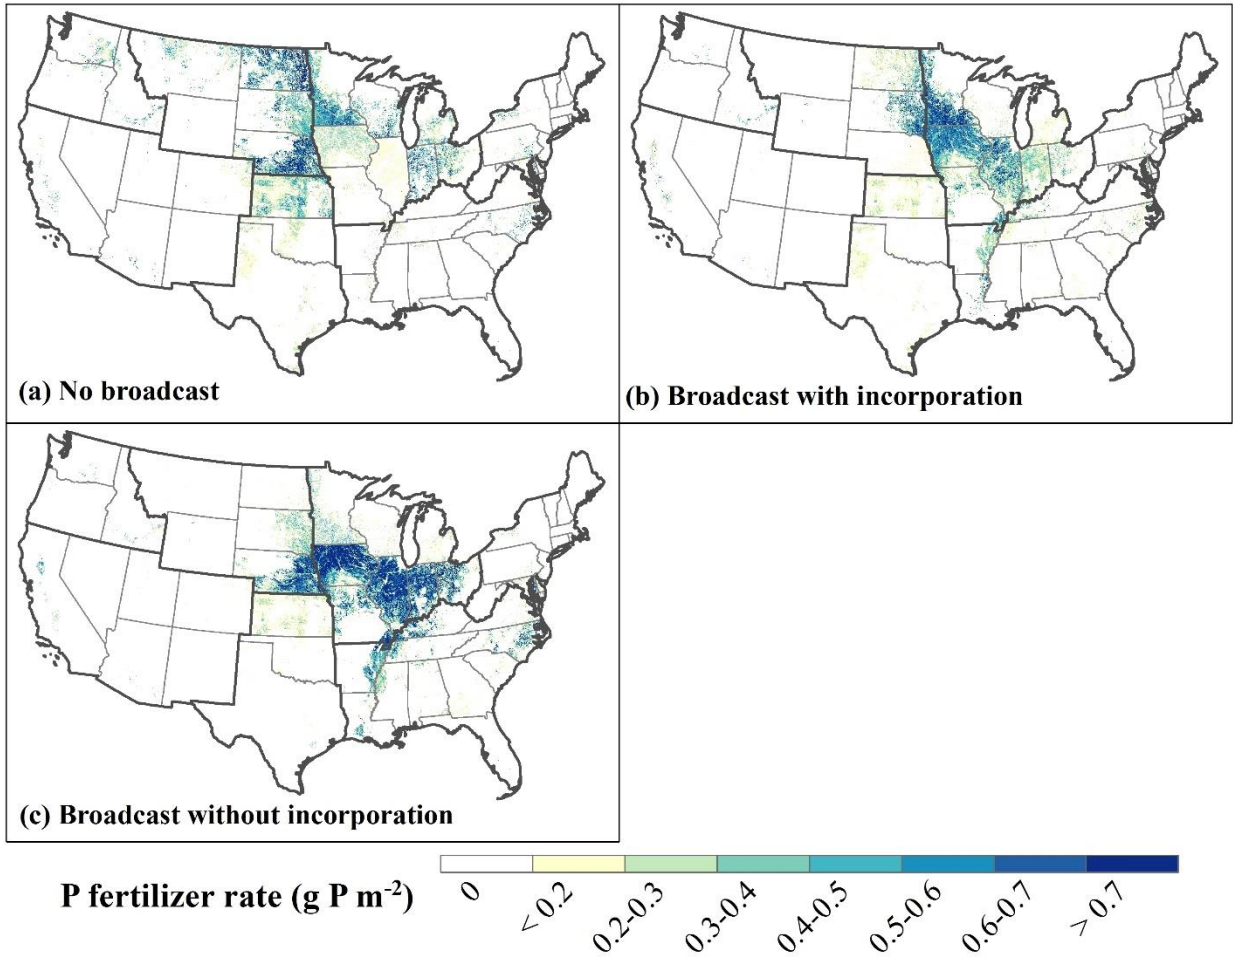 (a) No broadcast
(b) Broadcast with incorporation
(c) Broadcast without incorporation
P fertilizer rate (g P m⁻²)
0
< 0.2
0.2-0.3
0.3-0.4
0.4-0.5
0.5-0.6
0.6-0.7
> 0.7